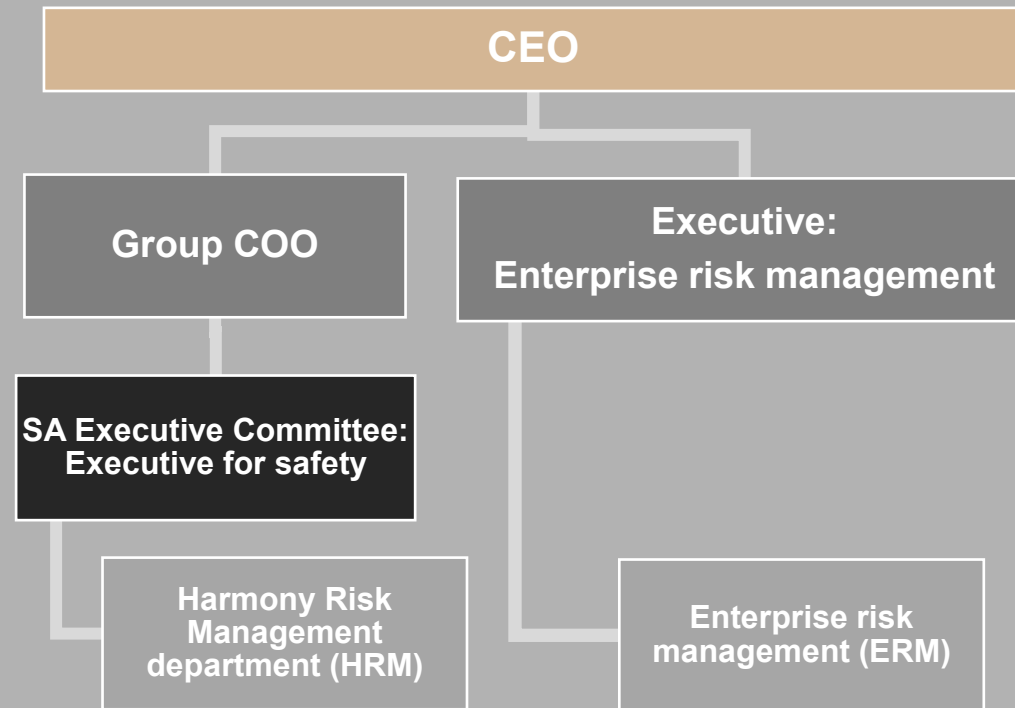 CEO
Group COO
Executive:
Enterprise risk management
SA Executive Committee:
Executive for safety
Harmony Risk
Management
department (HRM)
Enterprise risk
management (ERM)